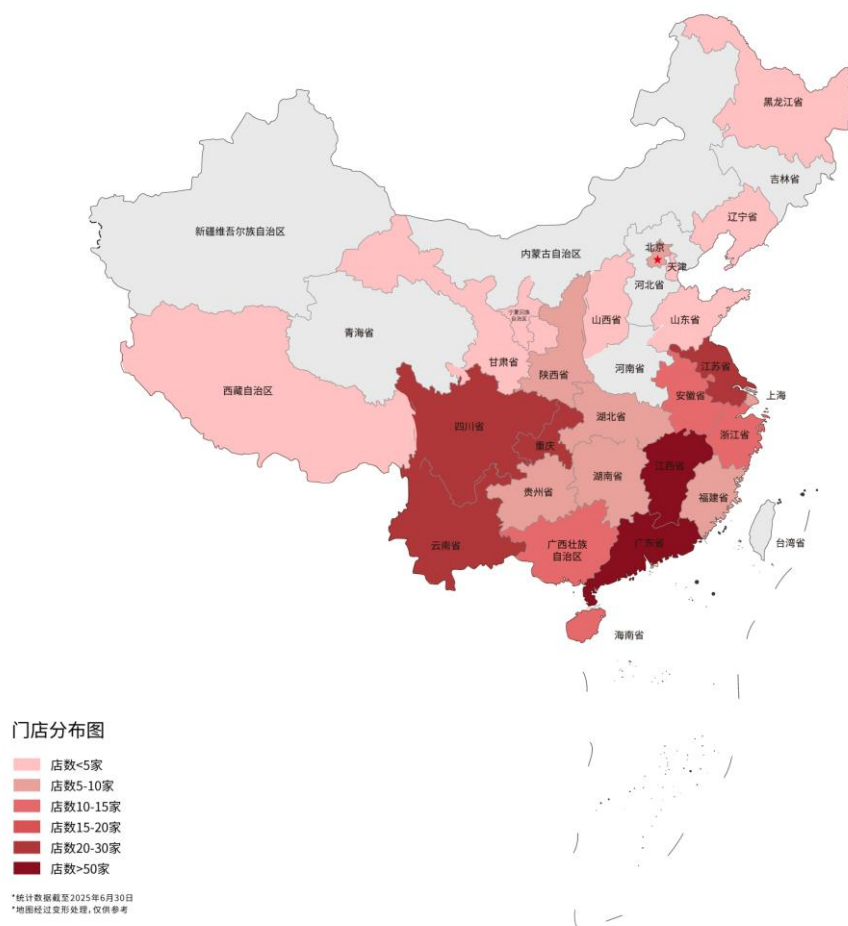 黑龙江省
吉林省
辽宁省
新疆维吾尔族自治区
内蒙古自治区
北京
天津
河北省
宁夏回族
自治区
山西省
山东省
青海省
甘肃省
陕西省
河南省
江苏省
西藏自治区
安徽省
上海
四川省
湖北省
重庆
浙江省
江西省
湖南省
贵州省
福建省
云南省
广西壮族
自治区
广东省
台湾省
海南省
门店分布图
店数<5家
店数5-10家
店数10-15家
店数15-20家
店数20-30家
店数>50家
*统计数据截至2025年6月30日
*地图经过变形处理,仅供参考